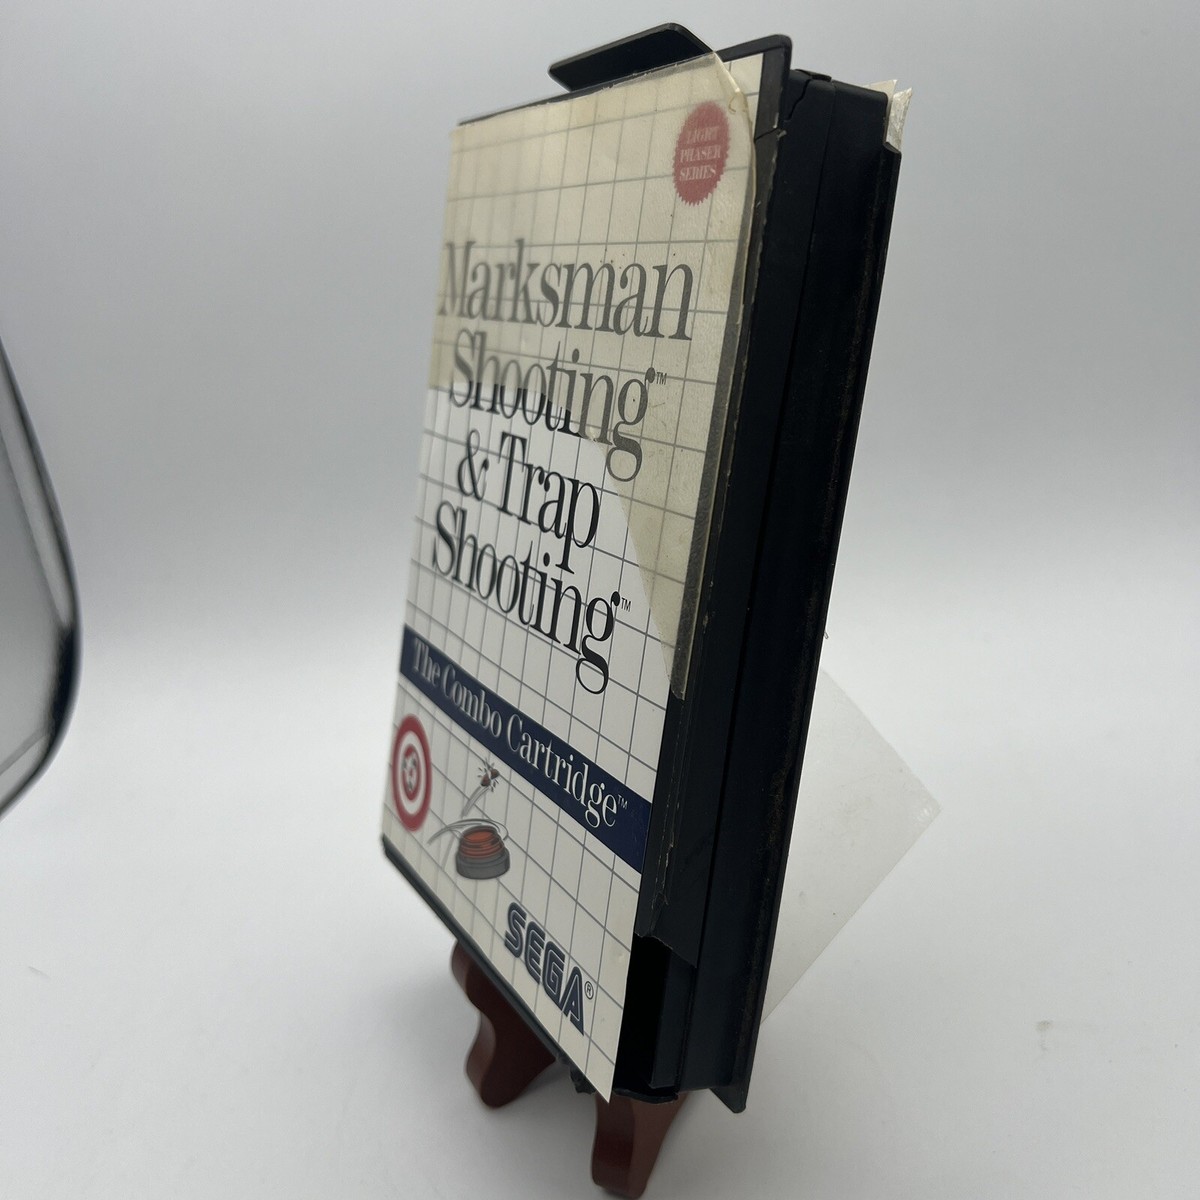 LIGHT
PHASER
SERIES
Marksman
Shooting™
& Trap
Shooting™
The Combo Cartridge™
SEGA®